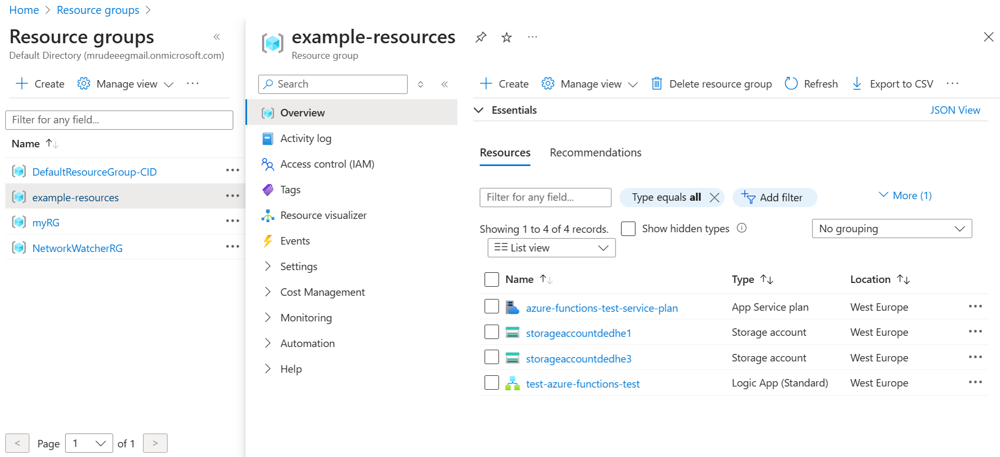 Home > Resource groups >
Resource groups «
Default Directory (mrudeeegmail.onmicrosoft.com)
+ Create Manage view ···
Filter for any field...
Name ↑↓
DefaultResourceGroup-CID ···
example-resources ···
myRG ···
NetworkWatcherRG ···
< Page 1 of 1 >
example-resources ···
Resource group
Search «
Overview
Activity log
Access control (IAM)
Tags
Resource visualizer
Events
> Settings
> Cost Management
> Monitoring
> Automation
> Help
+ Create Manage view Delete resource group Refresh Export to CSV ···
Essentials JSON View
Resources Recommendations
Filter for any field... Type equals all Add filter More (1)
Showing 1 to 4 of 4 records. Show hidden types No grouping
List view
Name ↑↓ Type ↑↓ Location ↑↓
azure-functions-test-service-plan App Service plan West Europe ···
storageaccountdedhe1 Storage account West Europe ···
storageaccountdedhe3 Storage account West Europe ···
test-azure-functions-test Logic App (Standard) West Europe ···